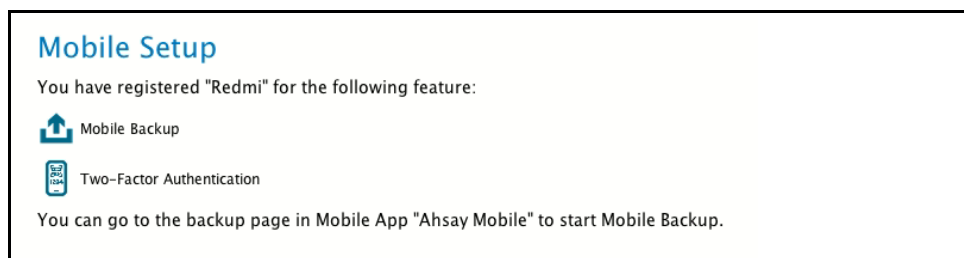 Mobile Setup
You have registered "Redmi" for the following feature:
Mobile Backup
Two-Factor Authentication
You can go to the backup page in Mobile App "Ahsay Mobile" to start Mobile Backup.